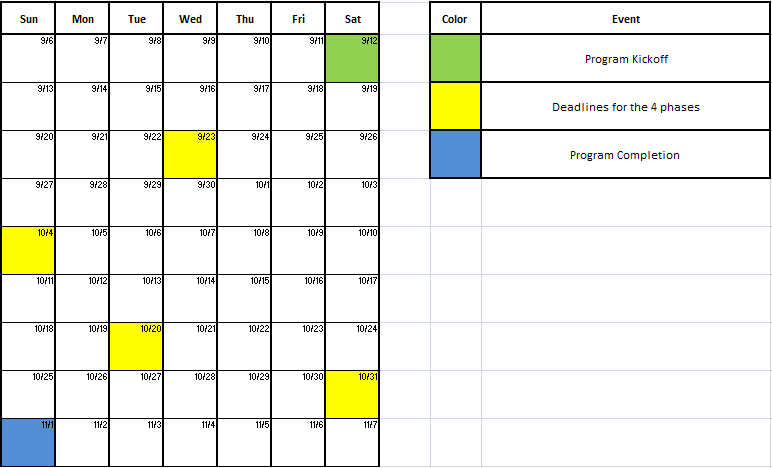 Sun Mon Tue Wed Thu Fri Sat Color Event
9/6 9/7 9/8 9/9 9/10 9/11 9/12
Program Kickoff
9/13 9/14 9/15 9/16 9/17 9/18 9/19
Deadlines for the 4 phases
9/20 9/21 9/22 9/23 9/24 9/25 9/26
Program Completion
9/27 9/28 9/29 9/30 10/1 10/2 10/3
10/4 10/5 10/6 10/7 10/8 10/9 10/10
10/11 10/12 10/13 10/14 10/15 10/16 10/17
10/18 10/19 10/20 10/21 10/22 10/23 10/24
10/25 10/26 10/27 10/28 10/29 10/30 10/31
11/1 11/2 11/3 11/4 11/5 11/6 11/7